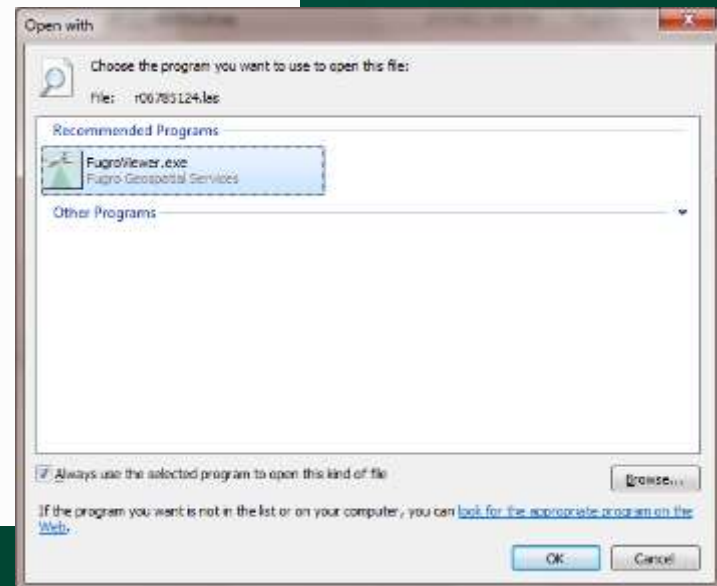 Open with
Choose the program you want to use to open this file:
File: r06785124.las
Recommended Programs
FugroViewer.exe
Fugro Geospatial Services
Other Programs
Always use the selected program to open this kind of file
Browse...
If the program you want is not in the list or on your computer, you can look for the appropriate program on the
Web.
OK
Cancel